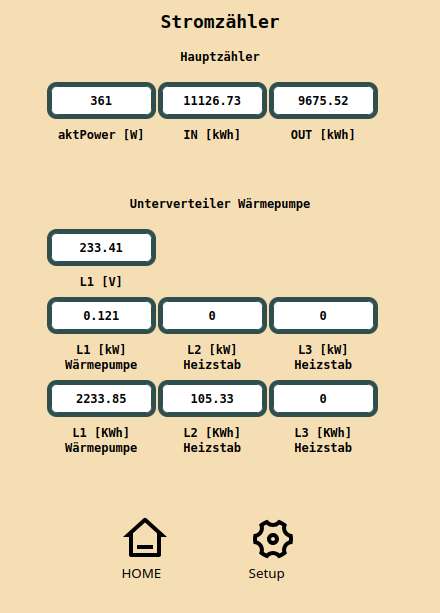 Stromzähler
Hauptzähler
361 11126.73 9675.52
aktPower [W] IN [kWh] OUT [kWh]
Unterverteiler Wärmepumpe
233.41
L1 [V]
0.121 0 0
L1 [kW] L2 [kW] L3 [kW]
Wärmepumpe Heizstab Heizstab
2233.85 105.33 0
L1 [KWh] L2 [KWh] L3 [KWh]
Wärmepumpe Heizstab Heizstab
HOME Setup